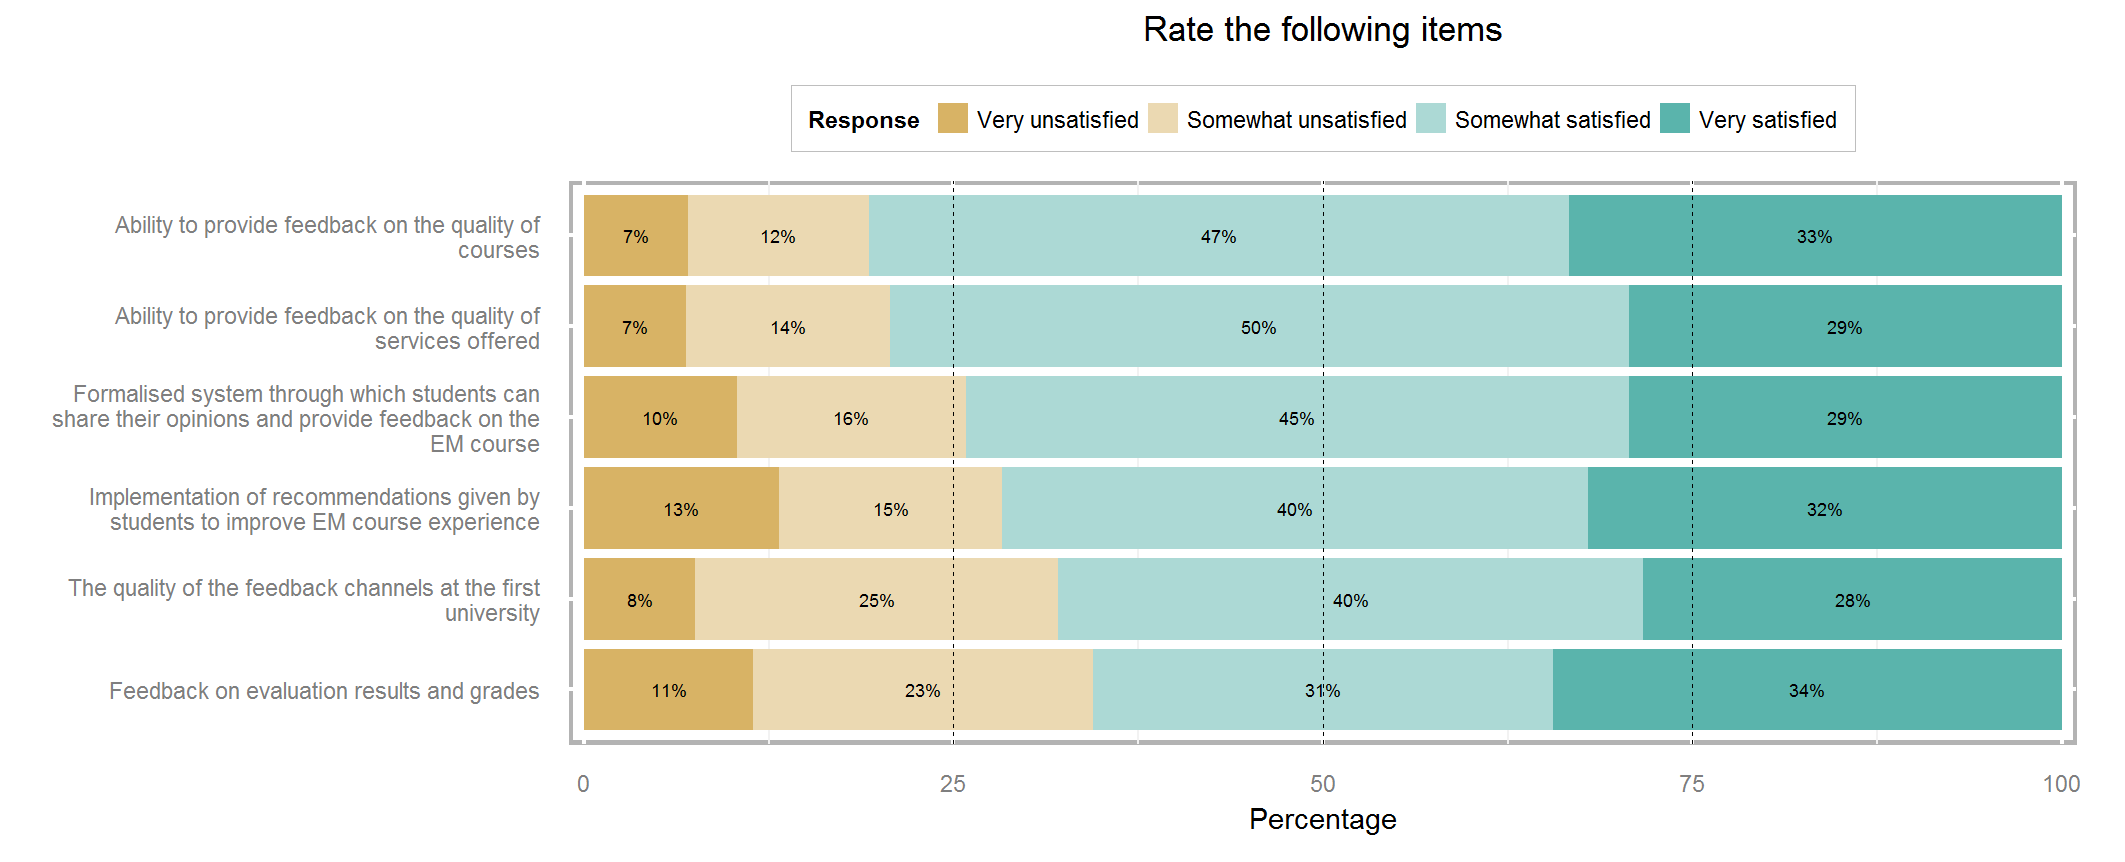 Rate the following items
Response Very unsatisfied Somewhat unsatisfied Somewhat satisfied Very satisfied
Ability to provide feedback on the quality of
courses
7% 12% 47% 33%
Ability to provide feedback on the quality of
services offered
7% 14% 50% 29%
Formalised system through which students can
share their opinions and provide feedback on the
EM course
10% 16% 45% 29%
Implementation of recommendations given by
students to improve EM course experience
13% 15% 40% 32%
The quality of the feedback channels at the first
university
8% 25% 40% 28%
Feedback on evaluation results and grades
11% 23% 31% 34%
0 25 50 75 100
Percentage